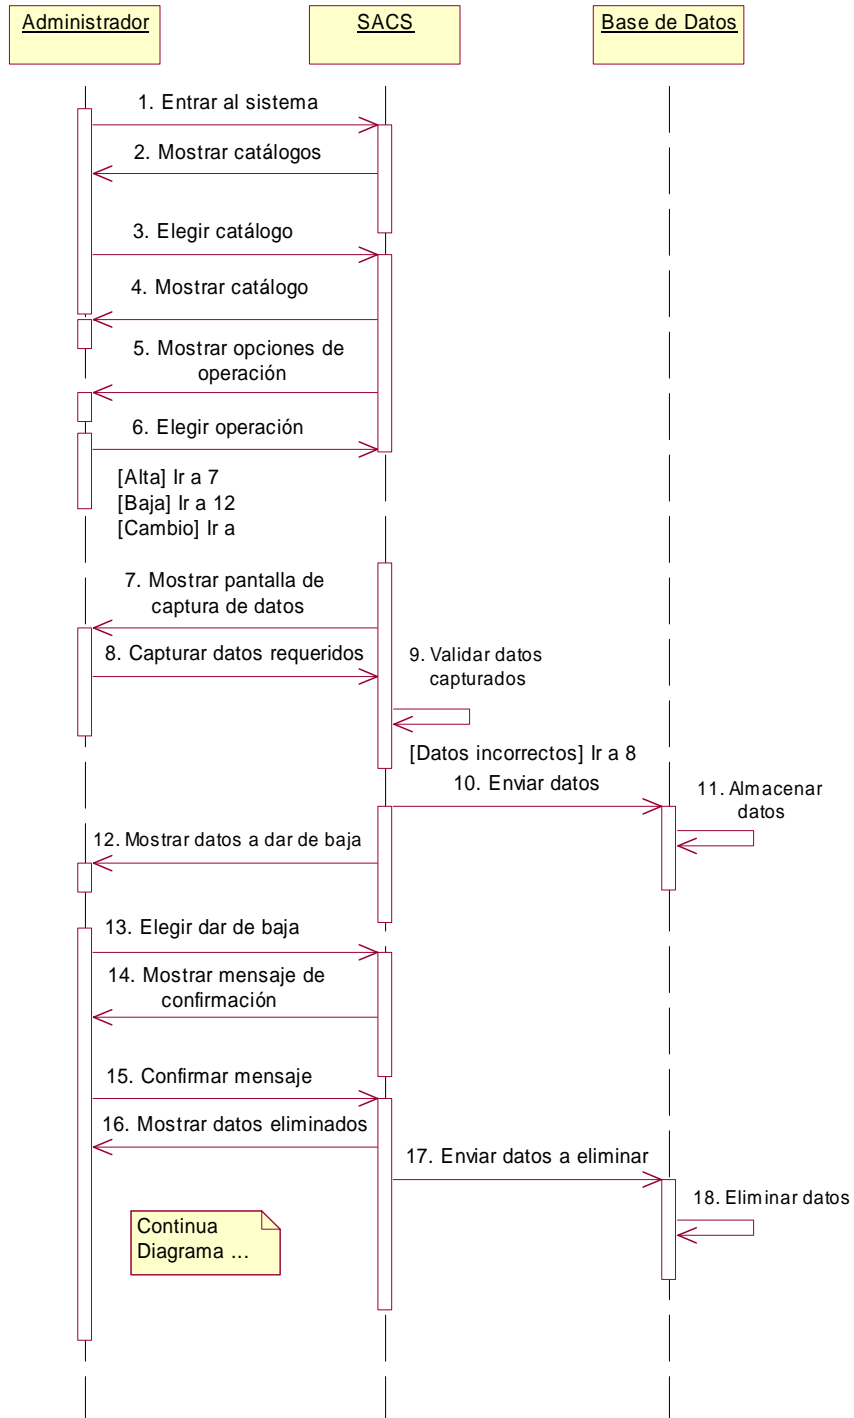 Administrador
SACS
Base de Datos
1. Entrar al sistema
2. Mostrar catálogos
3. Elegir catálogo
4. Mostrar catálogo
5. Mostrar opciones de
operación
6. Elegir operación
[Alta] Ir a 7
[Baja] Ir a 12
[Cambio] Ir a
7. Mostrar pantalla de
captura de datos
8. Capturar datos requeridos
9. Validar datos
capturados
[Datos incorrectos] Ir a 8
10. Enviar datos
11. Almacenar
datos
12. Mostrar datos a dar de baja
13. Elegir dar de baja
14. Mostrar mensaje de
confirmación
15. Confirmar mensaje
16. Mostrar datos eliminados
17. Enviar datos a eliminar
18. Eliminar datos
Continua
Diagrama ...